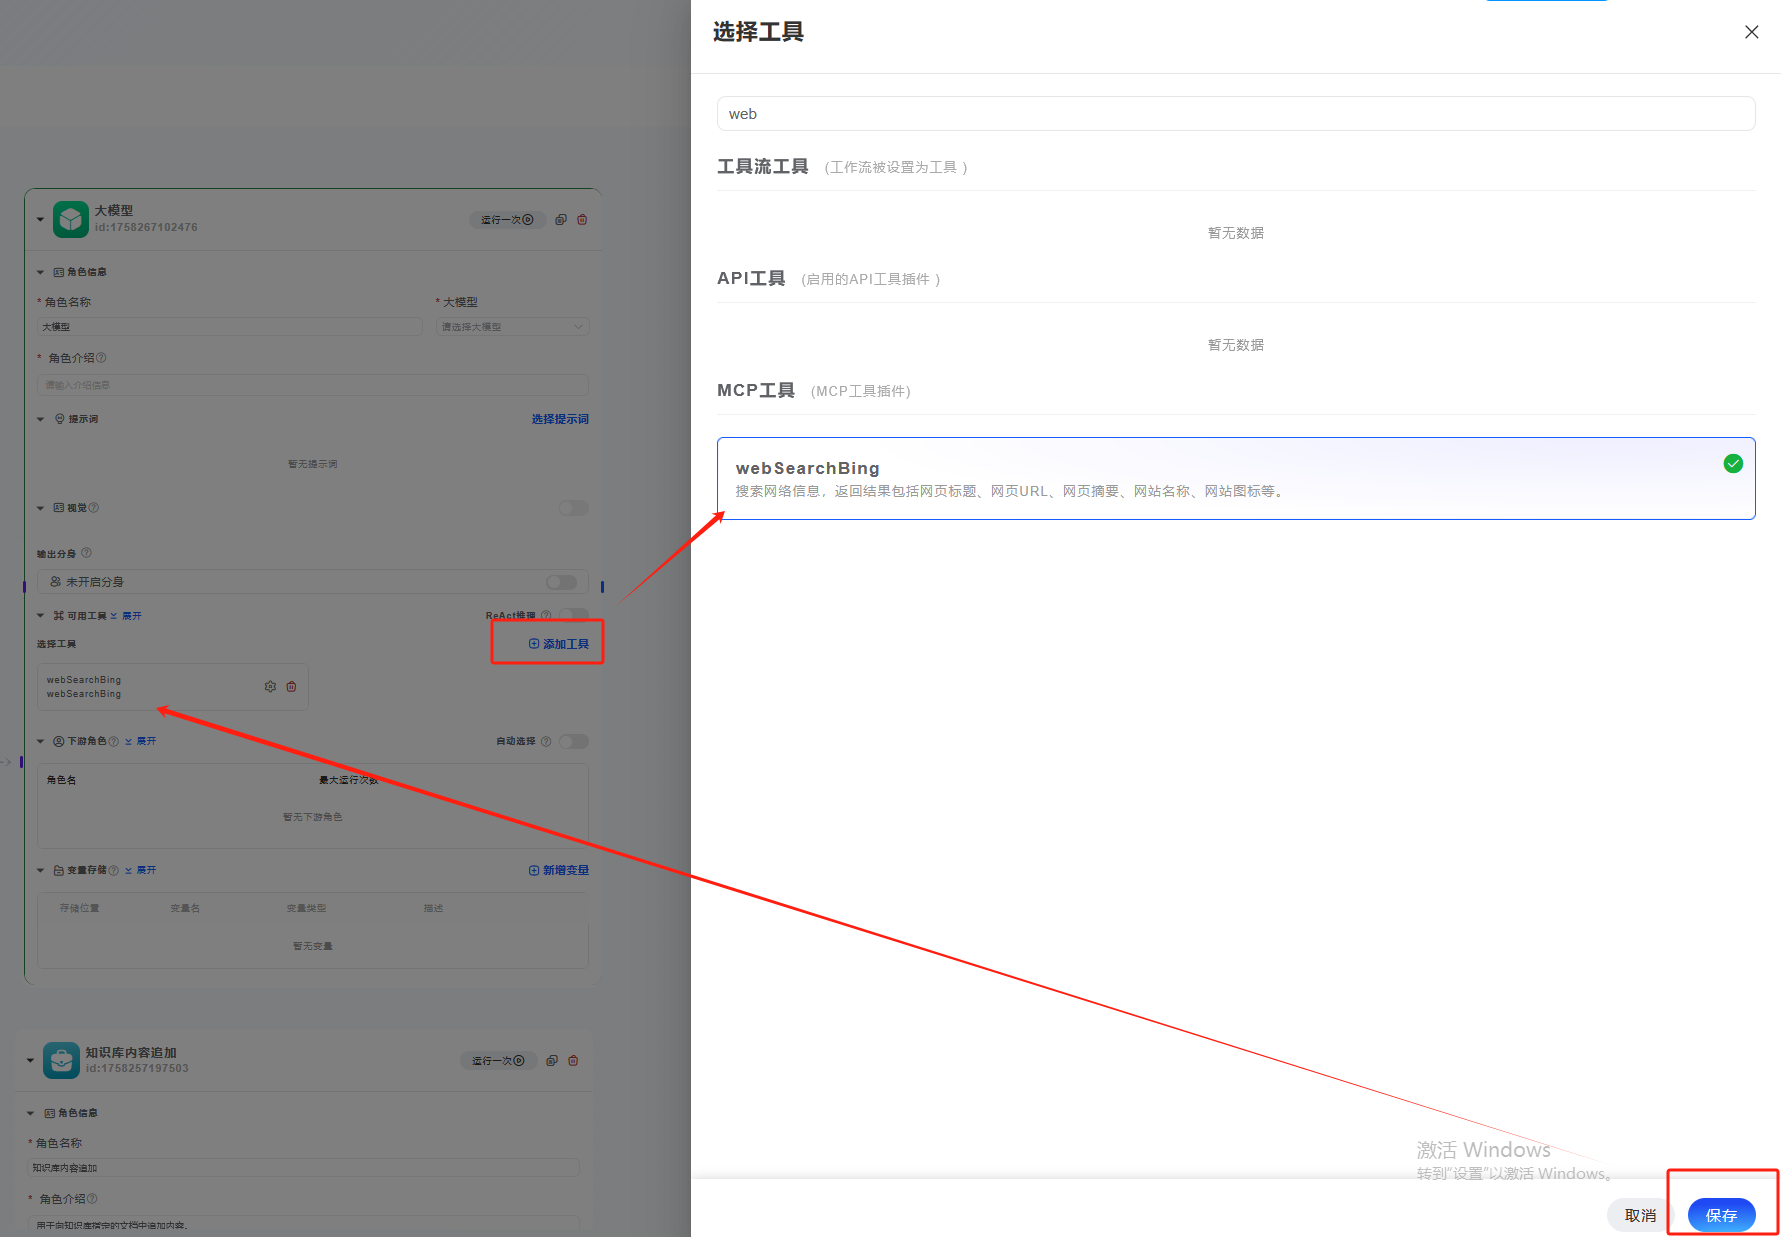 选择工具
web
工具流工具 (工作流被设置为工具 )
暂无数据
API工具 (启用的API工具插件 )
暂无数据
MCP工具 (MCP工具插件)
webSearchBing
搜索网络信息，返回结果包括网页标题、网页URL、网页摘要、网站名称、网站图标等。
大模型
id:1758267102476
运行一次
角色信息
* 角色名称
* 大模型
大模型
请选择大模型
* 角色介绍
请输入介绍信息
提示词
选择提示词
暂无提示词
视觉
输出分身
未开启分身
可用工具 展开
ReAct推理
选择工具
添加工具
webSearchBing
webSearchBing
下游角色 展开
自动选择
角色名
最大运行次数
暂无下游角色
变量存储 展开
新增变量
存储位置 变量名 变量类型 描述
暂无变量
知识库内容追加
id:1758257197503
运行一次
角色信息
* 角色名称
知识库内容追加
* 角色介绍
用于向知识库指定的文档中追加内容。
激活 Windows
转到"设置"以激活 Windows。
取消
保存